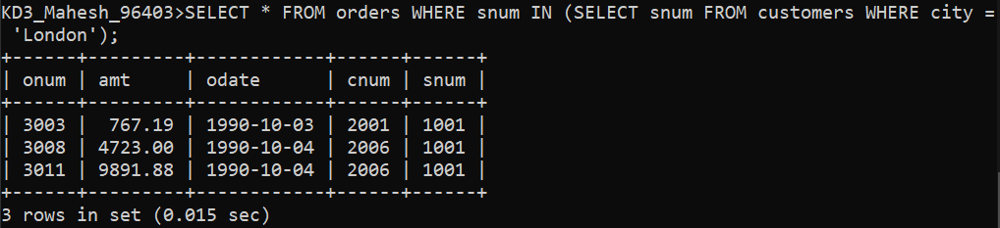 KD3_Mahesh_96403>SELECT * FROM orders WHERE snum IN (SELECT snum FROM customers WHERE city =
 'London');
+------+---------+------------+------+------+
| onum | amt     | odate      | cnum | snum |
+------+---------+------------+------+------+
| 3003 |  767.19 | 1990-10-03 | 2001 | 1001 |
| 3008 | 4723.00 | 1990-10-04 | 2006 | 1001 |
| 3011 | 9891.88 | 1990-10-04 | 2006 | 1001 |
+------+---------+------------+------+------+
3 rows in set (0.015 sec)